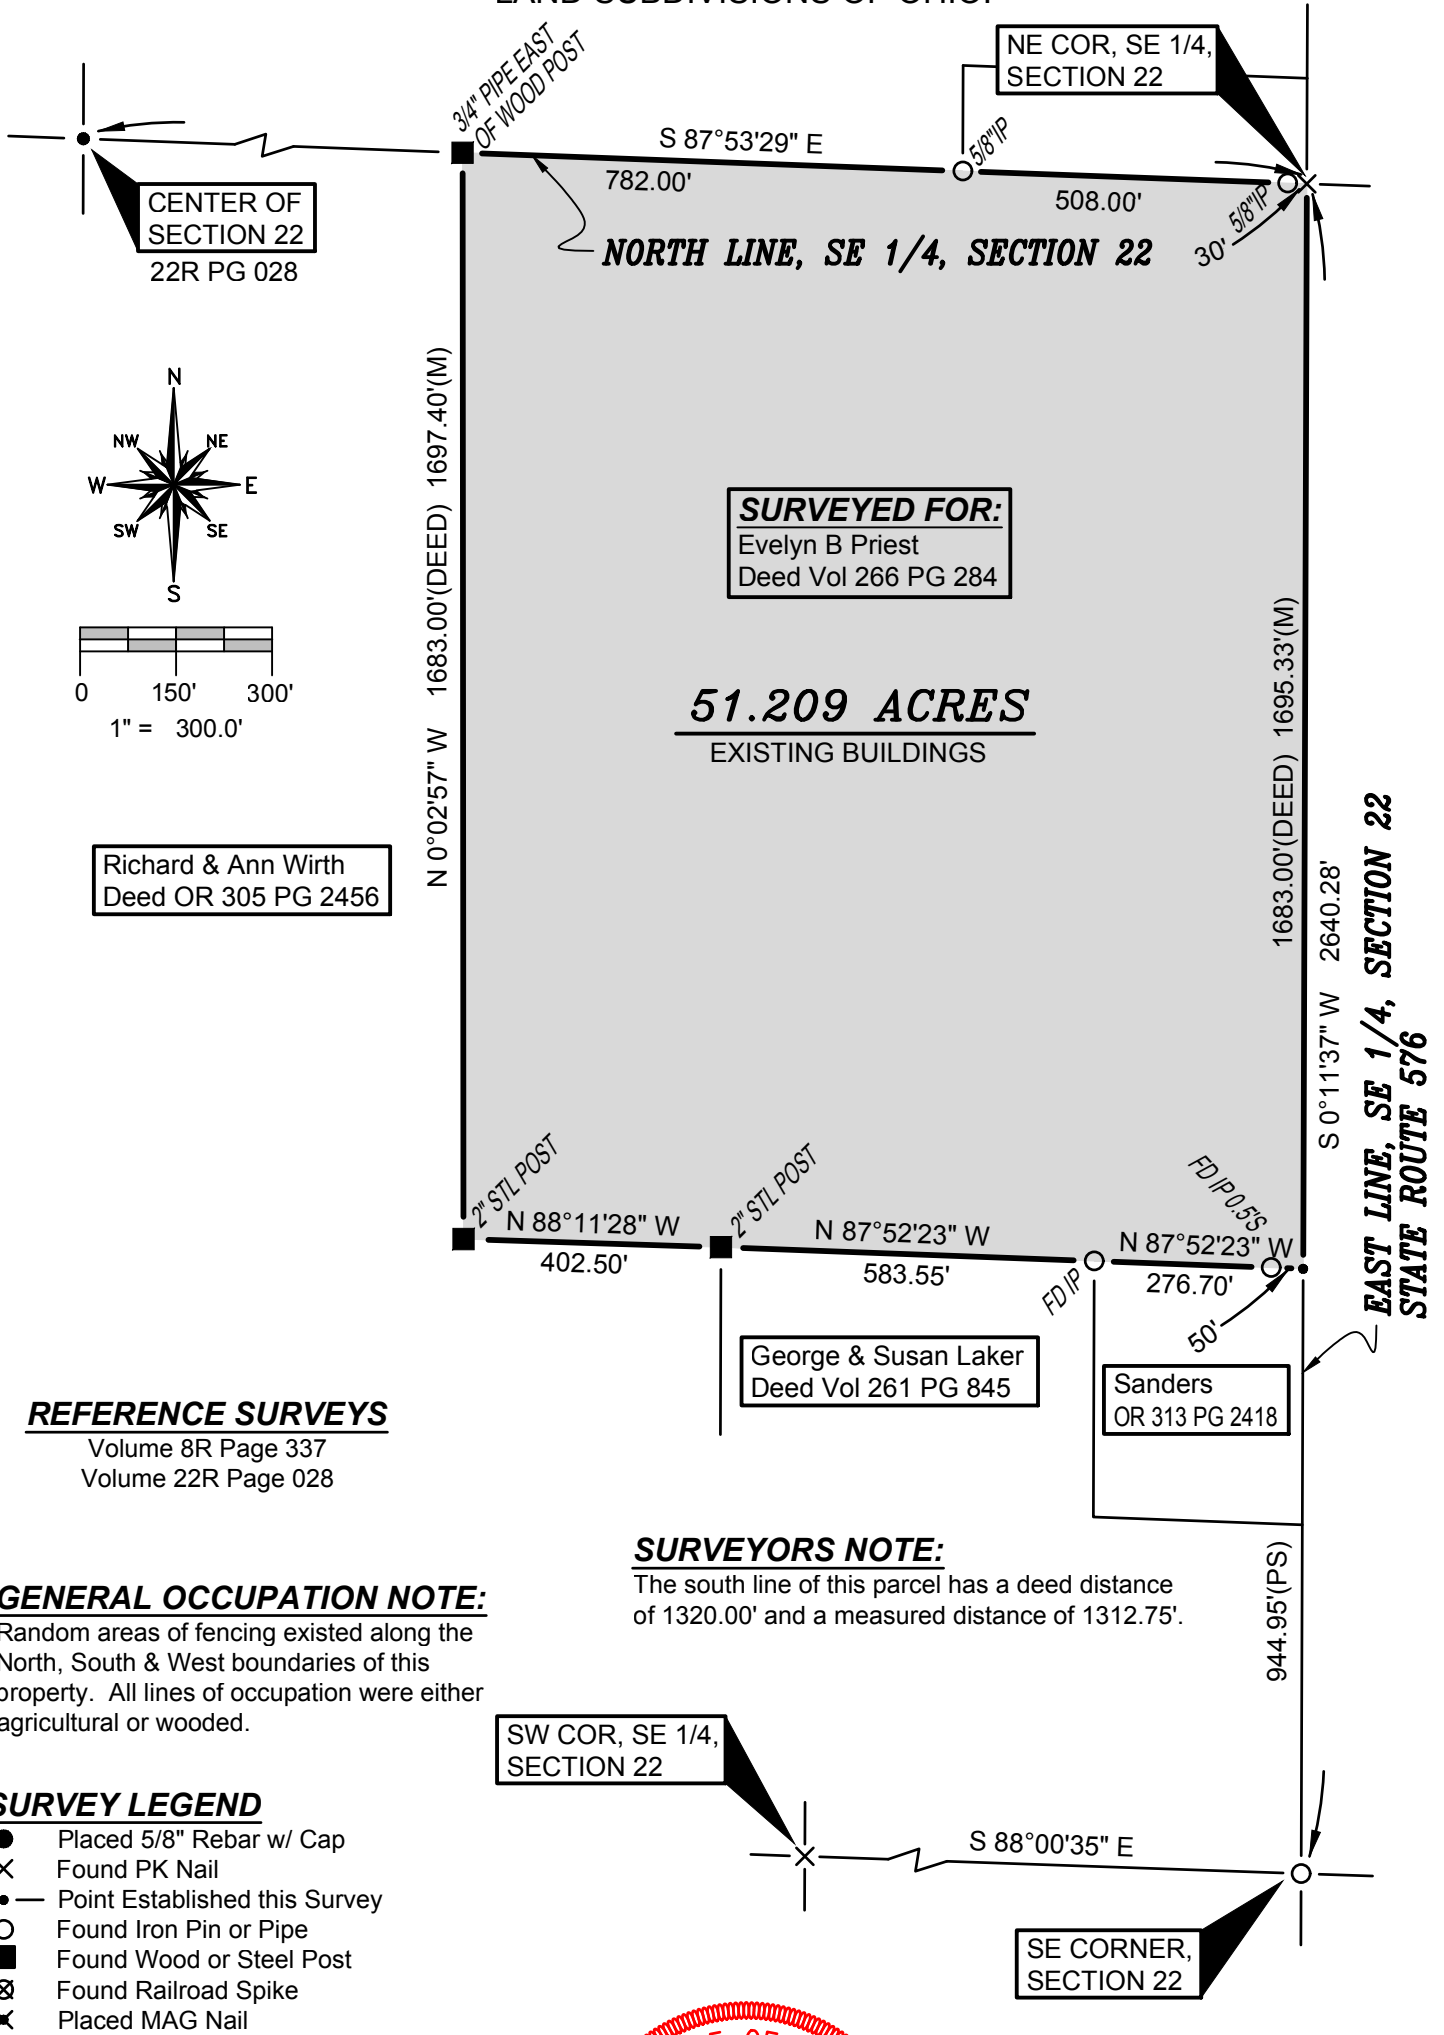 3/4" PIPE EAST
OF WOOD POST
NE COR, SE 1/4,
SECTION 22
S 87°53'29" E
782.00'
5/8"IP
508.00'
5/8"IP
30'
CENTER OF
SECTION 22
22R PG 028
NORTH LINE, SE 1/4, SECTION 22
N
NW
NE
W
E
SW
SE
S
0 150' 300'
1" = 300.0'
N 0°02'57" W 1683.00'(DEED) 1697.40'(M)
SURVEYED FOR:
Evelyn B Priest
Deed Vol 266 PG 284
51.209 ACRES
EXISTING BUILDINGS
1683.00'(DEED) 1695.33'(M)
S 0°11'37" W 2640.28'
EAST LINE, SE 1/4, SECTION 22
STATE ROUTE 576
Richard & Ann Wirth
Deed OR 305 PG 2456
2" STL POST
N 88°11'28" W
402.50'
2" STL POST
N 87°52'23" W
583.55'
FD IP
FD IP 0.5'S
N 87°52'23" W
276.70'
50'
George & Susan Laker
Deed Vol 261 PG 845
Sanders
OR 313 PG 2418
REFERENCE SURVEYS
Volume 8R Page 337
Volume 22R Page 028
SURVEYORS NOTE:
The south line of this parcel has a deed distance
of 1320.00' and a measured distance of 1312.75'.
944.95'(PS)
GENERAL OCCUPATION NOTE:
Random areas of fencing existed along the
North, South & West boundaries of this
property. All lines of occupation were either
agricultural or wooded.
SW COR, SE 1/4,
SECTION 22
S 88°00'35" E
SE CORNER,
SECTION 22
SURVEY LEGEND
Placed 5/8" Rebar w/ Cap
Found PK Nail
Point Established this Survey
Found Iron Pin or Pipe
Found Wood or Steel Post
Found Railroad Spike
Placed MAG Nail